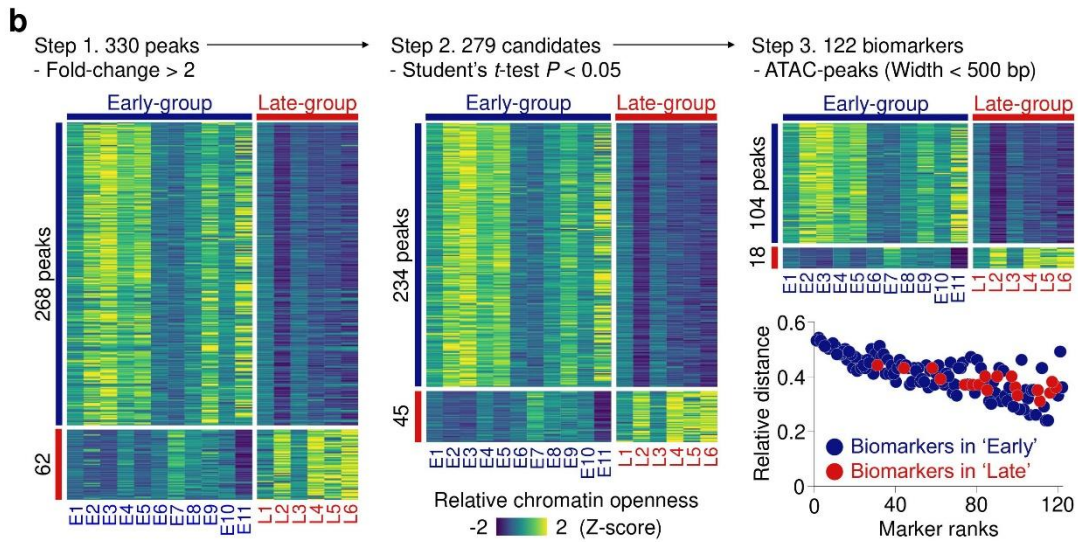 b
Step 1. 330 peaks
- Fold-change > 2
Early-group
Late-group
268 peaks
62
E1 E2 E3 E4 E5 E6 E7 E8 E9 E10 E11 L1 L2 L3 L4 L5 L6
Step 2. 279 candidates
- Student's t-test P < 0.05
Early-group
Late-group
234 peaks
45
E1 E2 E3 E4 E5 E6 E7 E8 E9 E10 E11 L1 L2 L3 L4 L5 L6
Relative chromatin openness
-2 2 (Z-score)
Step 3. 122 biomarkers
- ATAC-peaks (Width < 500 bp)
Early-group
Late-group
104 peaks
18
E1 E2 E3 E4 E5 E6 E7 E8 E9 E10 E11 L1 L2 L3 L4 L5 L6
Relative distance
0.6
0.4
0.2
0
Biomarkers in 'Early'
Biomarkers in 'Late'
0 40 80 120
Marker ranks